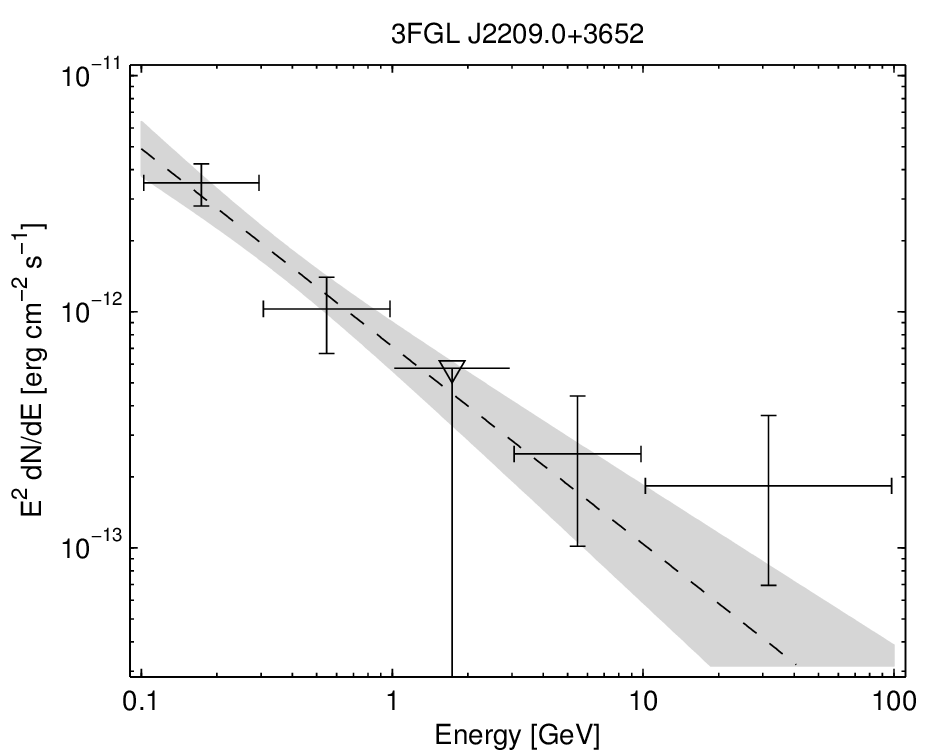 3FGL J2209.0+3652
10⁻¹¹
10⁻¹²
10⁻¹³
E² dN/dE [erg cm⁻² s⁻¹]
0.1 1 10 100
Energy [GeV]